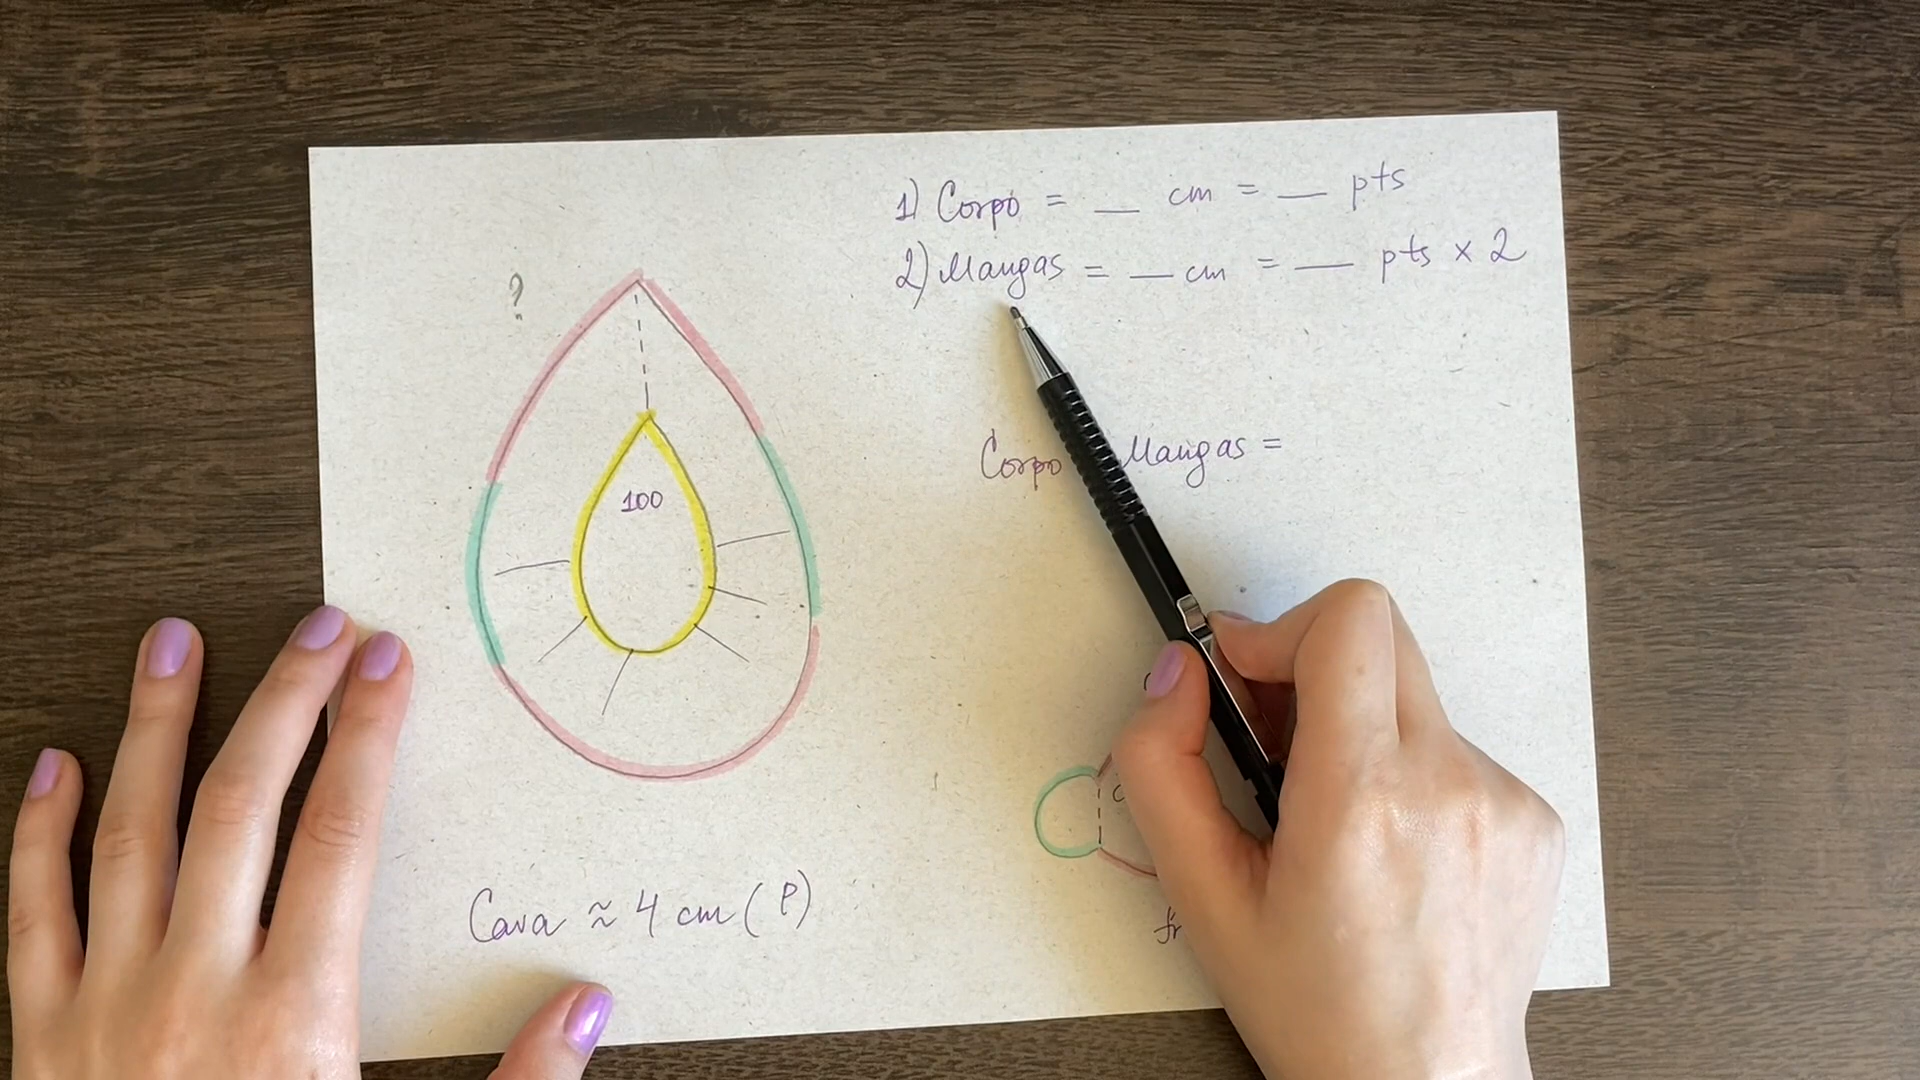 1) Corpo = __ cm = __ pts
2) Mangas = __ cm = __ pts x 2
?
100
Corpo Mangas =
Cava ≈ 4 cm (P)